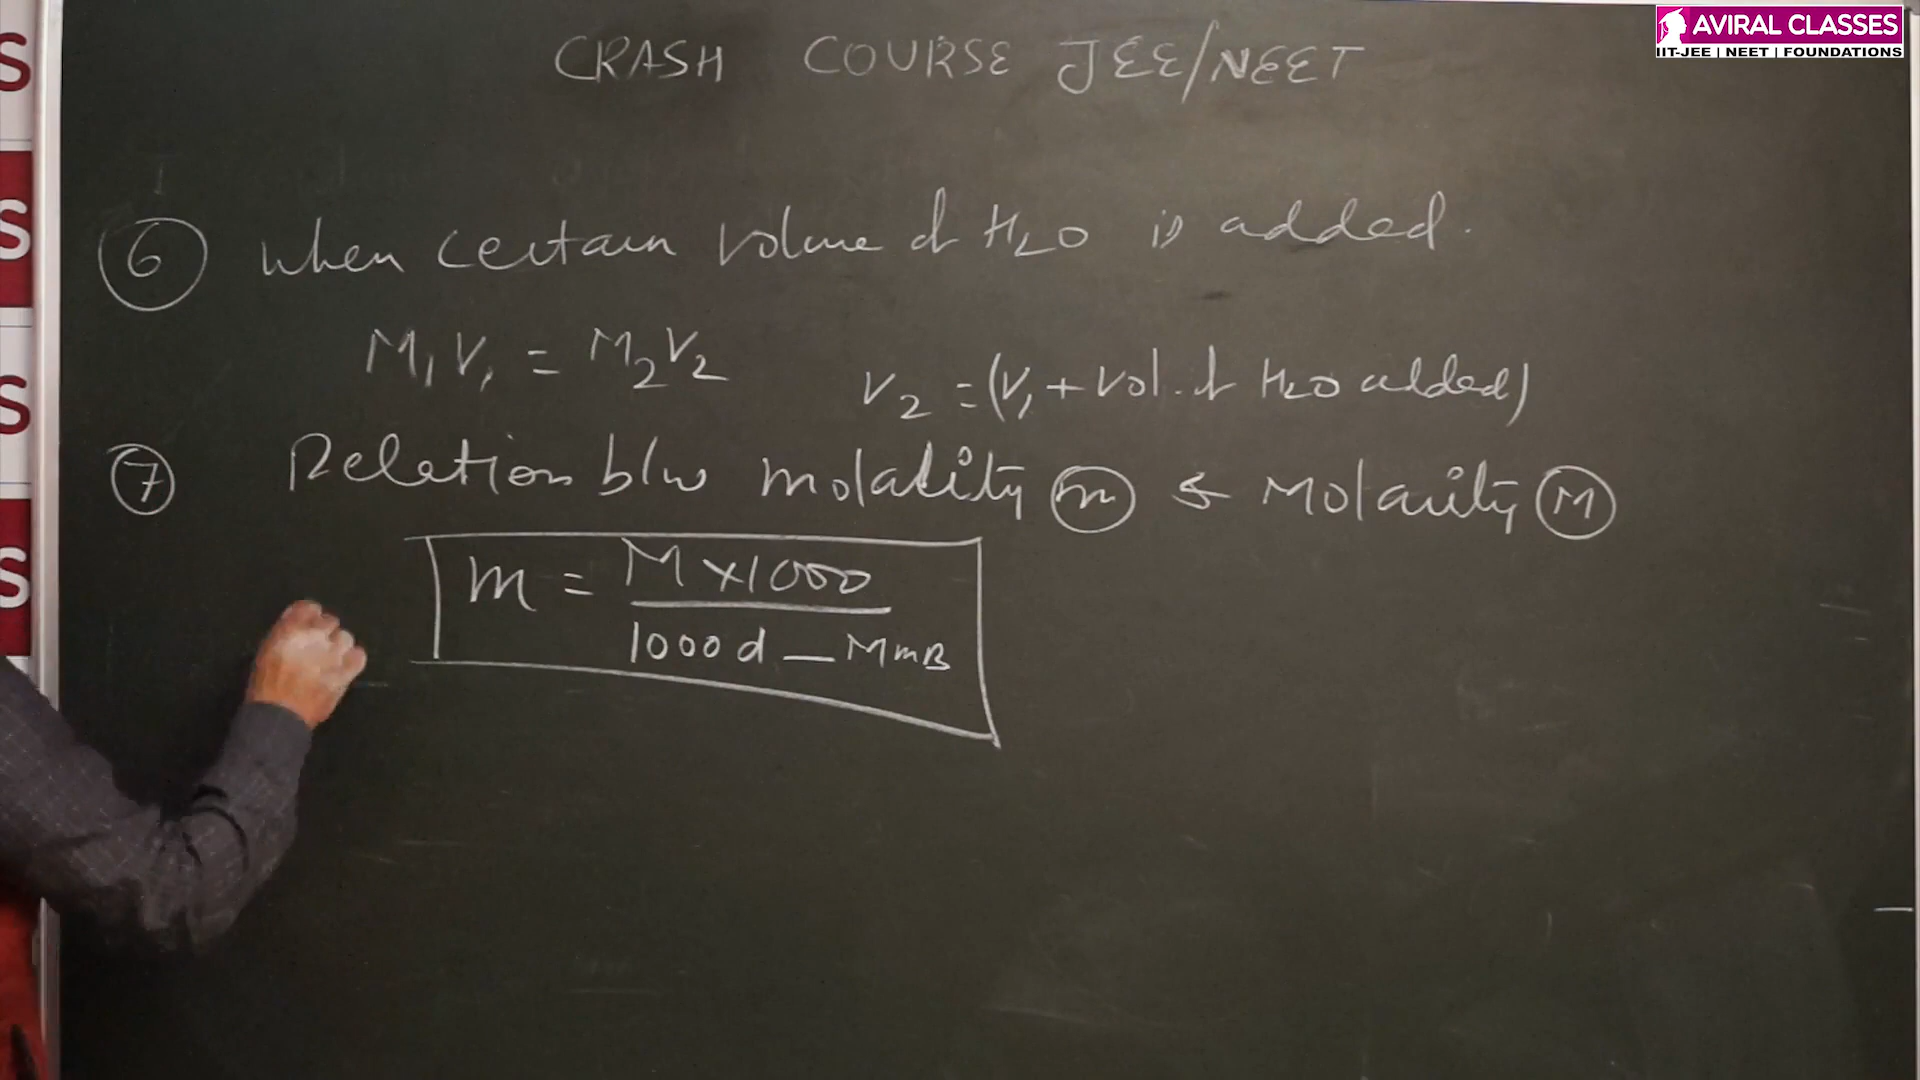 AVIRAL CLASSES
IIT-JEE | NEET | FOUNDATIONS
CRASH COURSE JEE/NEET
6 When certain volume of H2O is added.
M1V1 = M2V2
V2 = (V1 + Vol. of H2O added)
7 Relation b/w molality m & Molarity M
m = M×1000 / 1000d – MmB
S
S
S
S